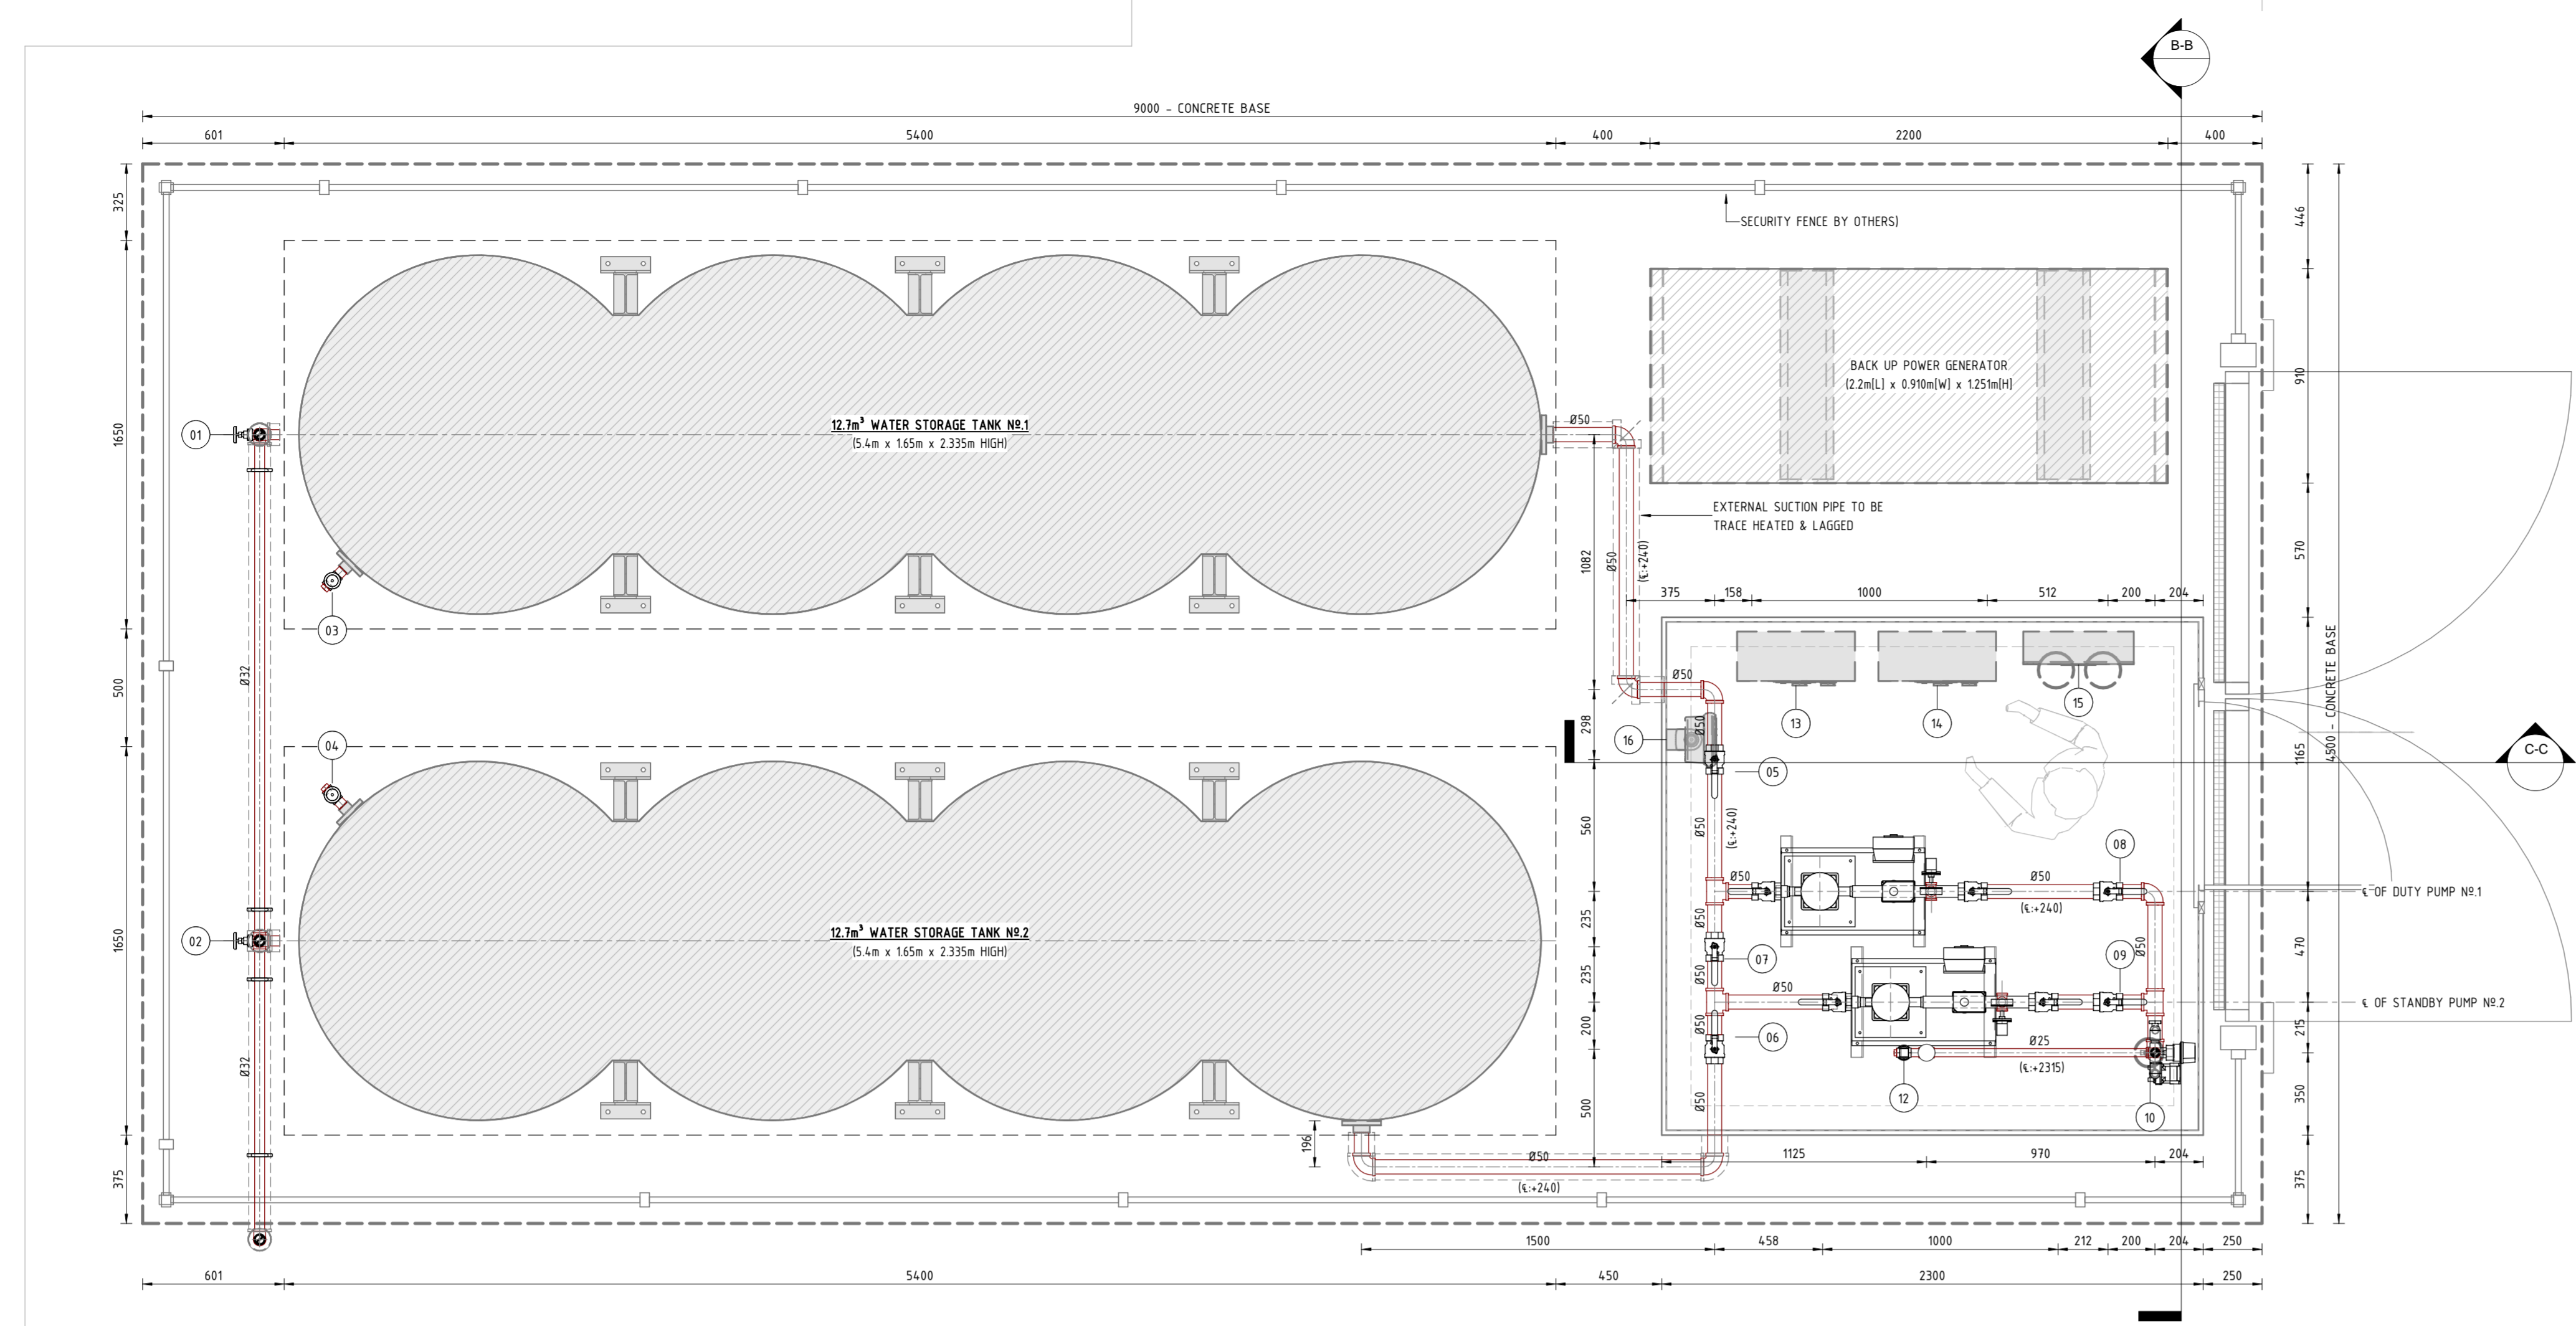 B-B
9000 - CONCRETE BASE
601
5400
400
2200
400
325
SECURITY FENCE BY OTHERS)
446
BACK UP POWER GENERATOR
(2.2m[L] x 0.910m[W] x 1.251m[H]
910
01
1650
12.7m³ WATER STORAGE TANK Nº.1
(5.4m x 1.65m x 2.335m HIGH)
Ø50
EXTERNAL SUCTION PIPE TO BE
TRACE HEATED & LAGGED
1082
Ø50
(℄:+240)
570
375
158
1000
512
200
204
03
Ø32
500
Ø50
13
14
15
04
298
16
Ø50
05
1165
4500 - CONCRETE BASE
C-C
560
Ø50
(℄:+240)
08
Ø50
Ø50
(℄:+240)
℄ OF DUTY PUMP Nº.1
02
1650
12.7m³ WATER STORAGE TANK Nº.2
(5.4m x 1.65m x 2.335m HIGH)
235
Ø50
07
09
Ø50
470
235
Ø50
Ø50
℄ OF STANDBY PUMP Nº.2
200
Ø50
06
Ø25
(℄:+2315)
215
Ø32
12
10
350
500
Ø50
196
Ø50
(℄:+240)
1125
970
204
375
375
1500
458
1000
212
200
204
250
601
5400
450
2300
250